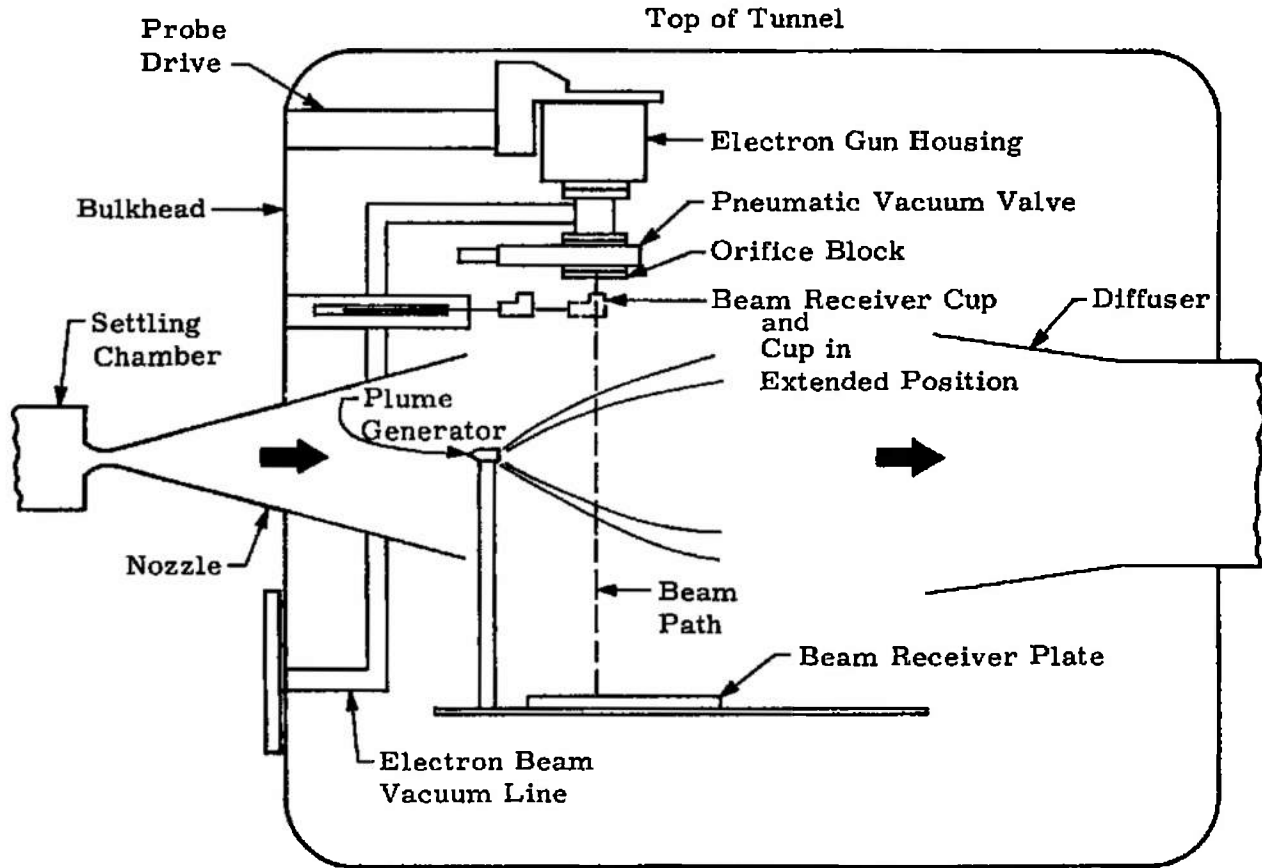 Top of Tunnel
Probe
Drive
Electron Gun Housing
Bulkhead
Pneumatic Vacuum Valve
Orifice Block
Beam Receiver Cup
and
Cup in
Extended Position
Diffuser
Settling
Chamber
Plume
Generator
Nozzle
Beam
Path
Beam Receiver Plate
Electron Beam
Vacuum Line